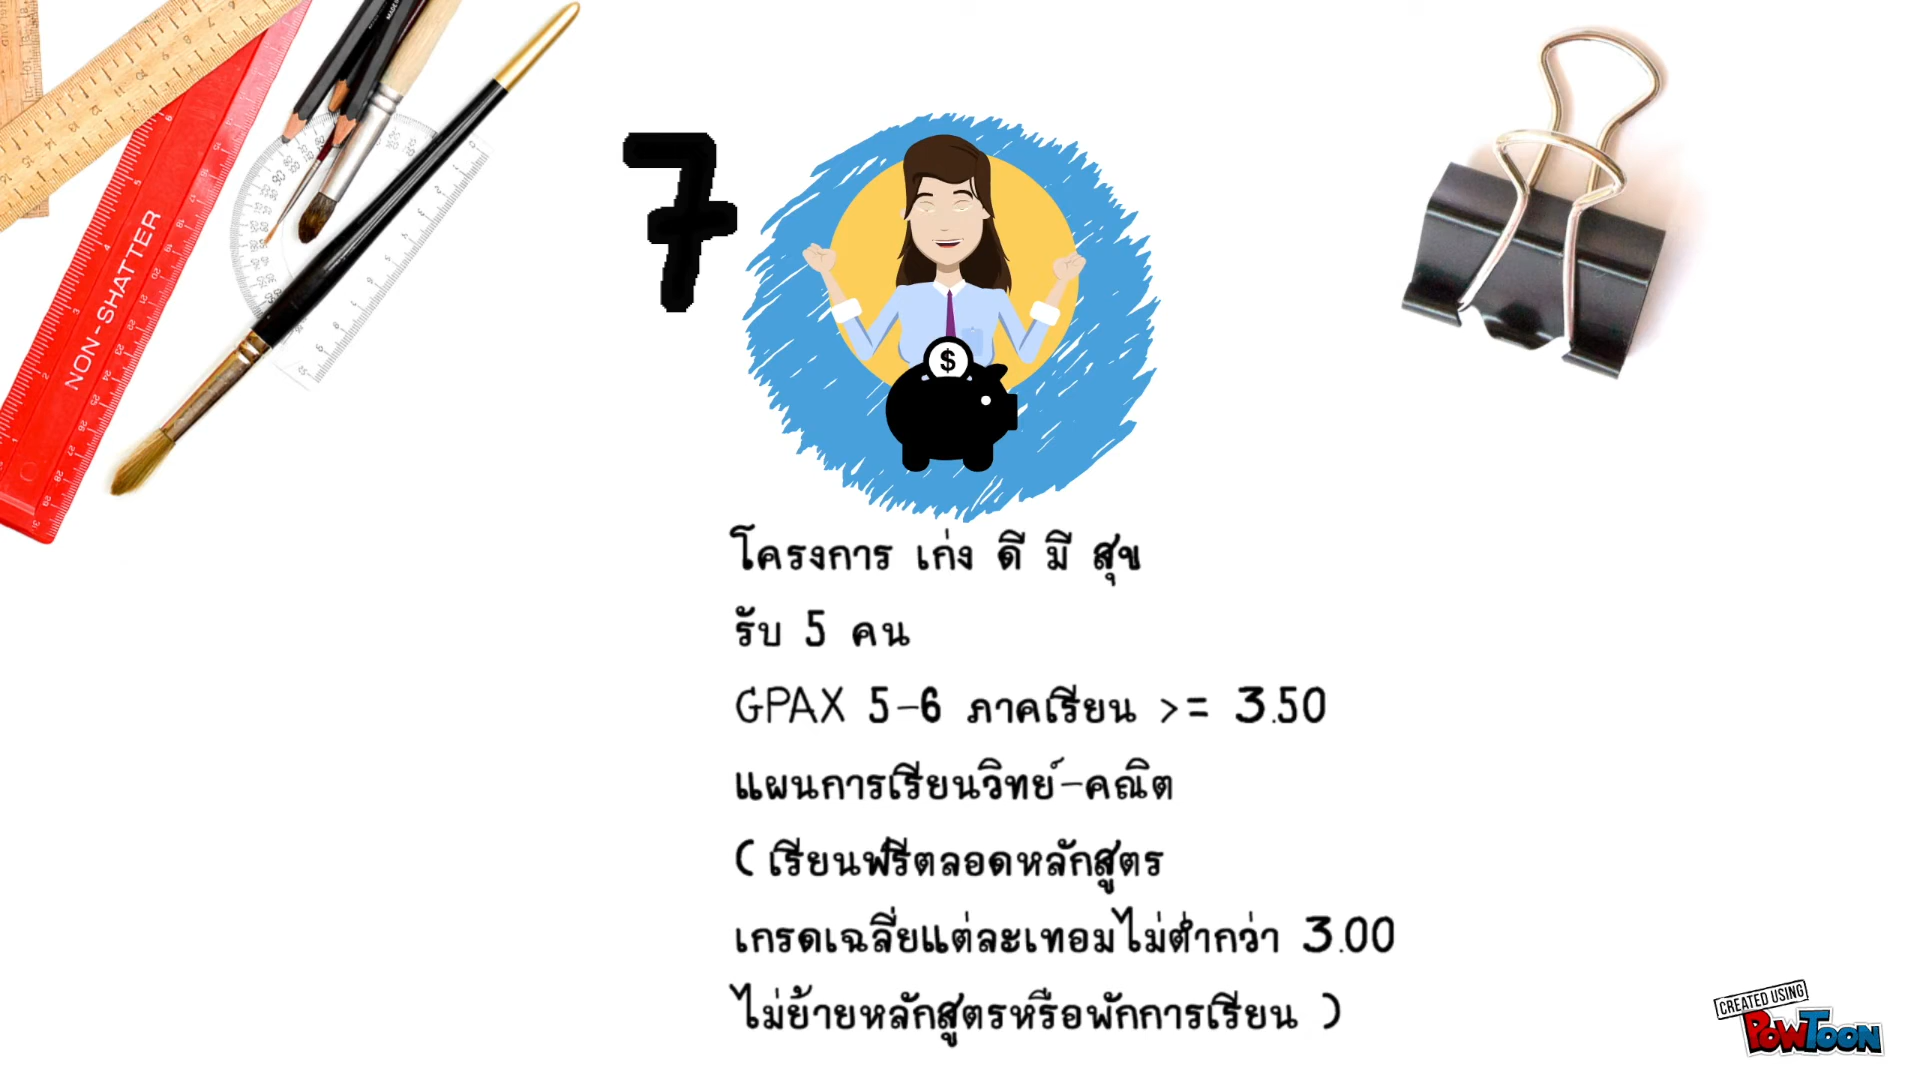 NON-SHATTER
7
$
โครงการ เก่ง ดี มี สุข
รับ 5 คน
GPAX 5-6 ภาคเรียน >= 3.50
แผนการเรียนวิทย์-คณิต
( เรียนฟรีตลอดหลักสูตร
เกรดเฉลี่ยแต่ละเทอมไม่ต่ำกว่า 3.00
ไม่ย้ายหลักสูตรหรือพักการเรียน )
CREATED USING
POWTOON